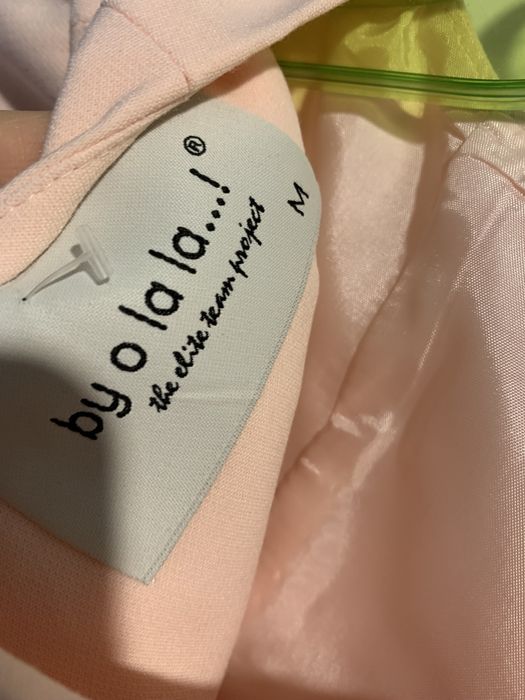 by o la la...! ®
the elite team project
M